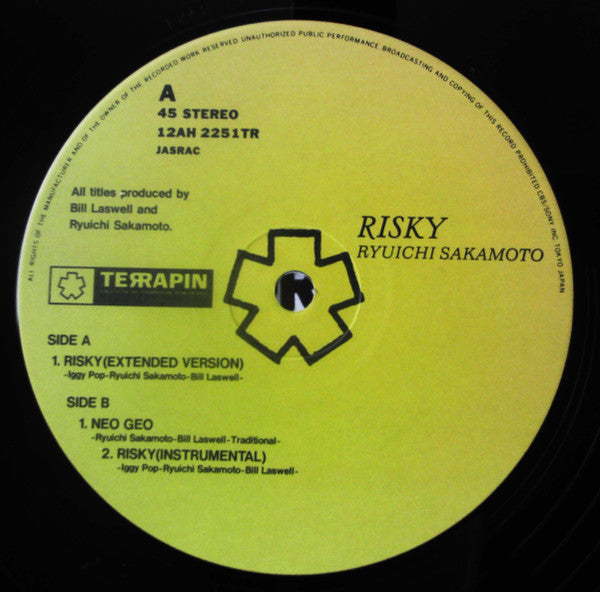 ALL RIGHTS OF THE MANUFACTURER AND OF THE OWNER OF THE RECORDED WORK RESERVED. UNAUTHORIZED PUBLIC PERFORMANCE, BROADCASTING AND COPYING OF THIS RECORD PROHIBITED CBS/SONY INC. TOKYO JAPAN
A
45 STEREO
12AH 2251TR
JASRAC
All titles produced by
Bill Laswell and
Ryuichi Sakamoto.
RISKY
RYUICHI SAKAMOTO
TEЯRAPIN
SIDE A
1. RISKY(EXTENDED VERSION)
-Iggy Pop-Ryuichi Sakamoto-Bill Laswell-
SIDE B
1. NEO GEO
-Ryuichi Sakamoto-Bill Laswell-Traditional-
2. RISKY(INSTRUMENTAL)
-Iggy Pop-Ryuichi Sakamoto-Bill Laswell-